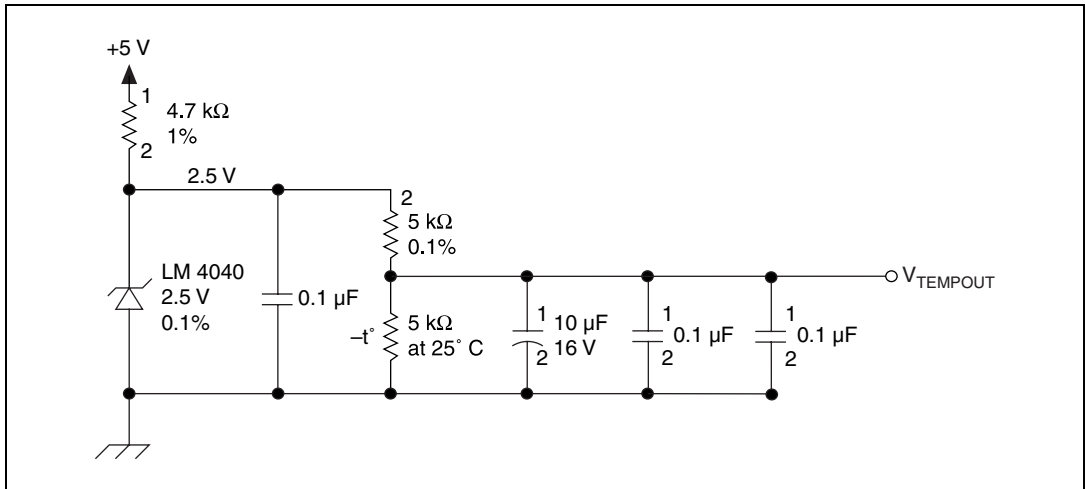 +5 V
1
4.7 kΩ
1%
2
2.5 V
2
5 kΩ
0.1%
LM 4040
2.5 V
0.1%
0.1 µF
–t°
5 kΩ
at 25° C
1
10 µF
16 V
2
1
0.1 µF
2
1
0.1 µF
2
VTEMPOUT